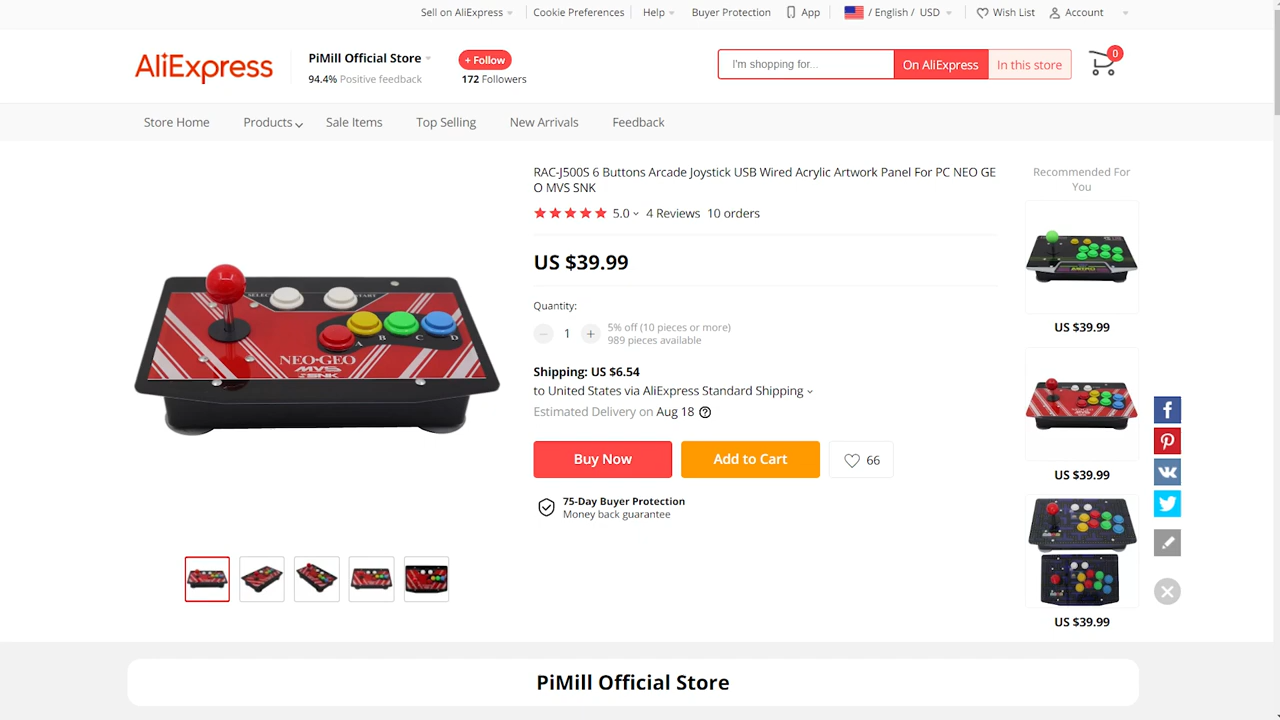 Sell on AliExpress
Cookie Preferences
Help
Buyer Protection
App
/ English / USD
Wish List
Account
AliExpress
PiMill Official Store
94.4% Positive feedback
+ Follow
172 Followers
I'm shopping for...
On AliExpress
In this store
0
Store Home
Products
Sale Items
Top Selling
New Arrivals
Feedback
RAC-J500S 6 Buttons Arcade Joystick USB Wired Acrylic Artwork Panel For PC NEO GE
O MVS SNK
5.0
4 Reviews
10 orders
US $39.99
Quantity:
1
5% off (10 pieces or more)
989 pieces available
Shipping: US $6.54
to United States via AliExpress Standard Shipping
Estimated Delivery on Aug 18
Buy Now
Add to Cart
66
75-Day Buyer Protection
Money back guarantee
SELECT
START
A B C D
NEO·GEO
MVS
SNK
Recommended For
You
US $39.99
US $39.99
US $39.99
PiMill Official Store